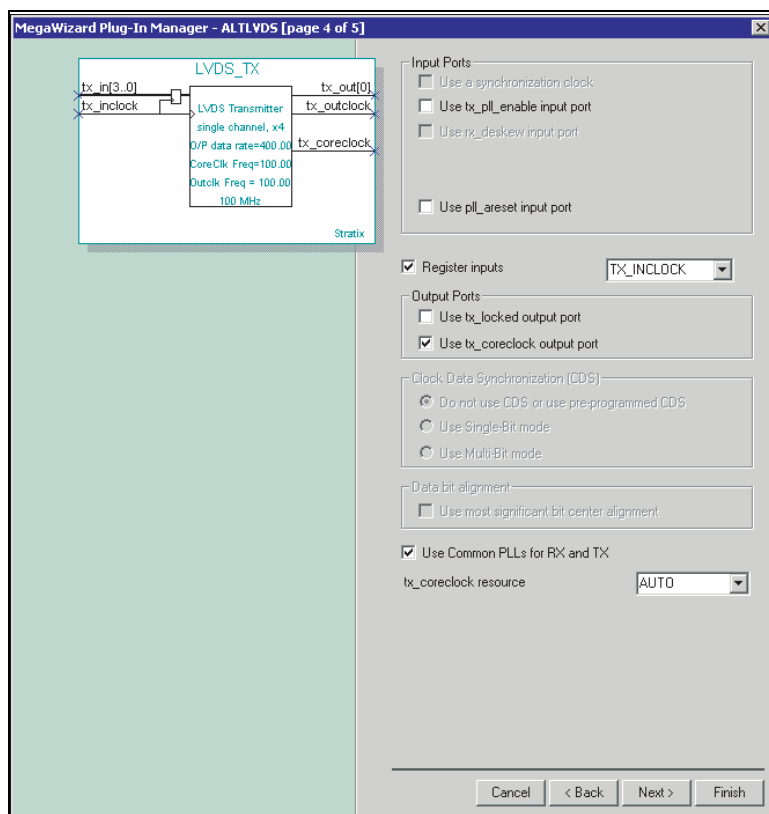 MegaWizard Plug-In Manager - ALTLVDS [page 4 of 5]
LVDS_TX
tx_in[3..0]
tx_inclock
tx_out[0]
tx_outclock
tx_coreclock
LVDS Transmitter
single channel, x4
O/P data rate=400.00
CoreClk Freq=100.00
Outclk Freq = 100.00
100 MHz
Stratix
Input Ports
Use a synchronization clock
Use tx_pll_enable input port
Use rx_deskew input port
Use pll_areset input port
Register inputs
TX_INCLOCK
Output Ports
Use tx_locked output port
Use tx_coreclock output port
Clock Data Synchronization (CDS)
Do not use CDS or use pre-programmed CDS
Use Single-Bit mode
Use Multi-Bit mode
Data bit alignment
Use most significant bit center alignment
Use Common PLLs for RX and TX
tx_coreclock resource
AUTO
Cancel
< Back
Next >
Finish